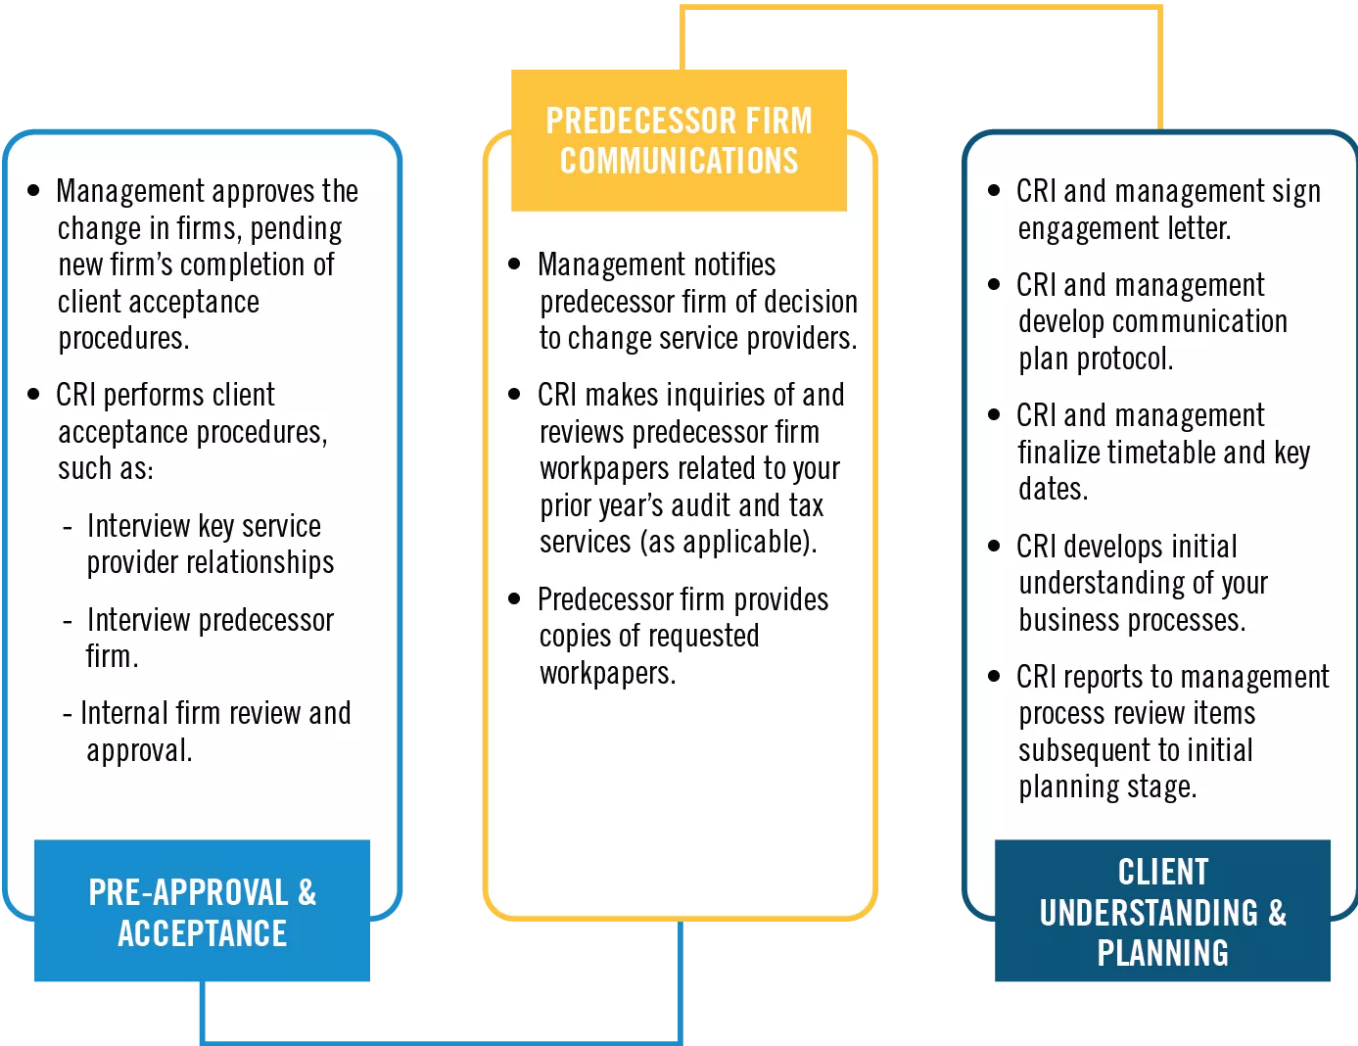 • Management approves the
change in firms, pending
new firm's completion of
client acceptance
procedures.
• CRI performs client
acceptance procedures,
such as:
- Interview key service
provider relationships
- Interview predecessor
firm.
- Internal firm review and
approval.
PRE-APPROVAL &
ACCEPTANCE
PREDECESSOR FIRM
COMMUNICATIONS
• Management notifies
predecessor firm of decision
to change service providers.
• CRI makes inquiries of and
reviews predecessor firm
workpapers related to your
prior year's audit and tax
services (as applicable).
• Predecessor firm provides
copies of requested
workpapers.
• CRI and management sign
engagement letter.
• CRI and management
develop communication
plan protocol.
• CRI and management
finalize timetable and key
dates.
• CRI develops initial
understanding of your
business processes.
• CRI reports to management
process review items
subsequent to initial
planning stage.
CLIENT
UNDERSTANDING &
PLANNING